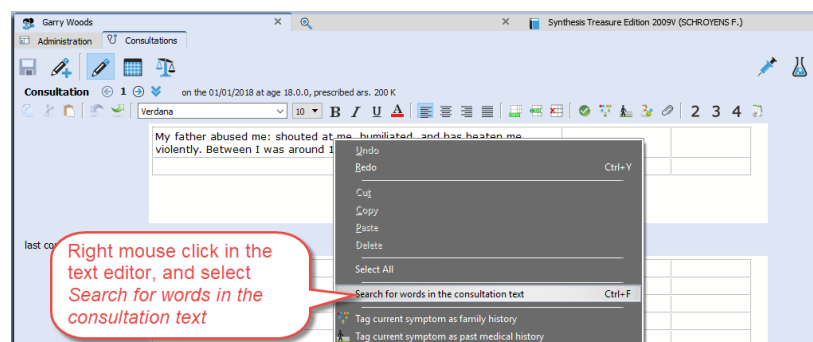 Garry Woods
Synthesis Treasure Edition 2009V (SCHROYENS F.)
Administration Consultations
Consultation 1 on the 01/01/2018 at age 18.0.0, prescribed ars. 200 K
Verdana 10 B I U A 2 3 4
My father abused me: shouted at me, humiliated, and has beaten me
violently. Between I was around 1
Undo
Redo Ctrl+Y
Cut
Copy
Paste
Delete
last co
Select All
Right mouse click in the
text editor, and select
Search for words in the
consultation text
Search for words in the consultation text Ctrl+F
Tag current symptom as family history
Tag current symptom as past medical history